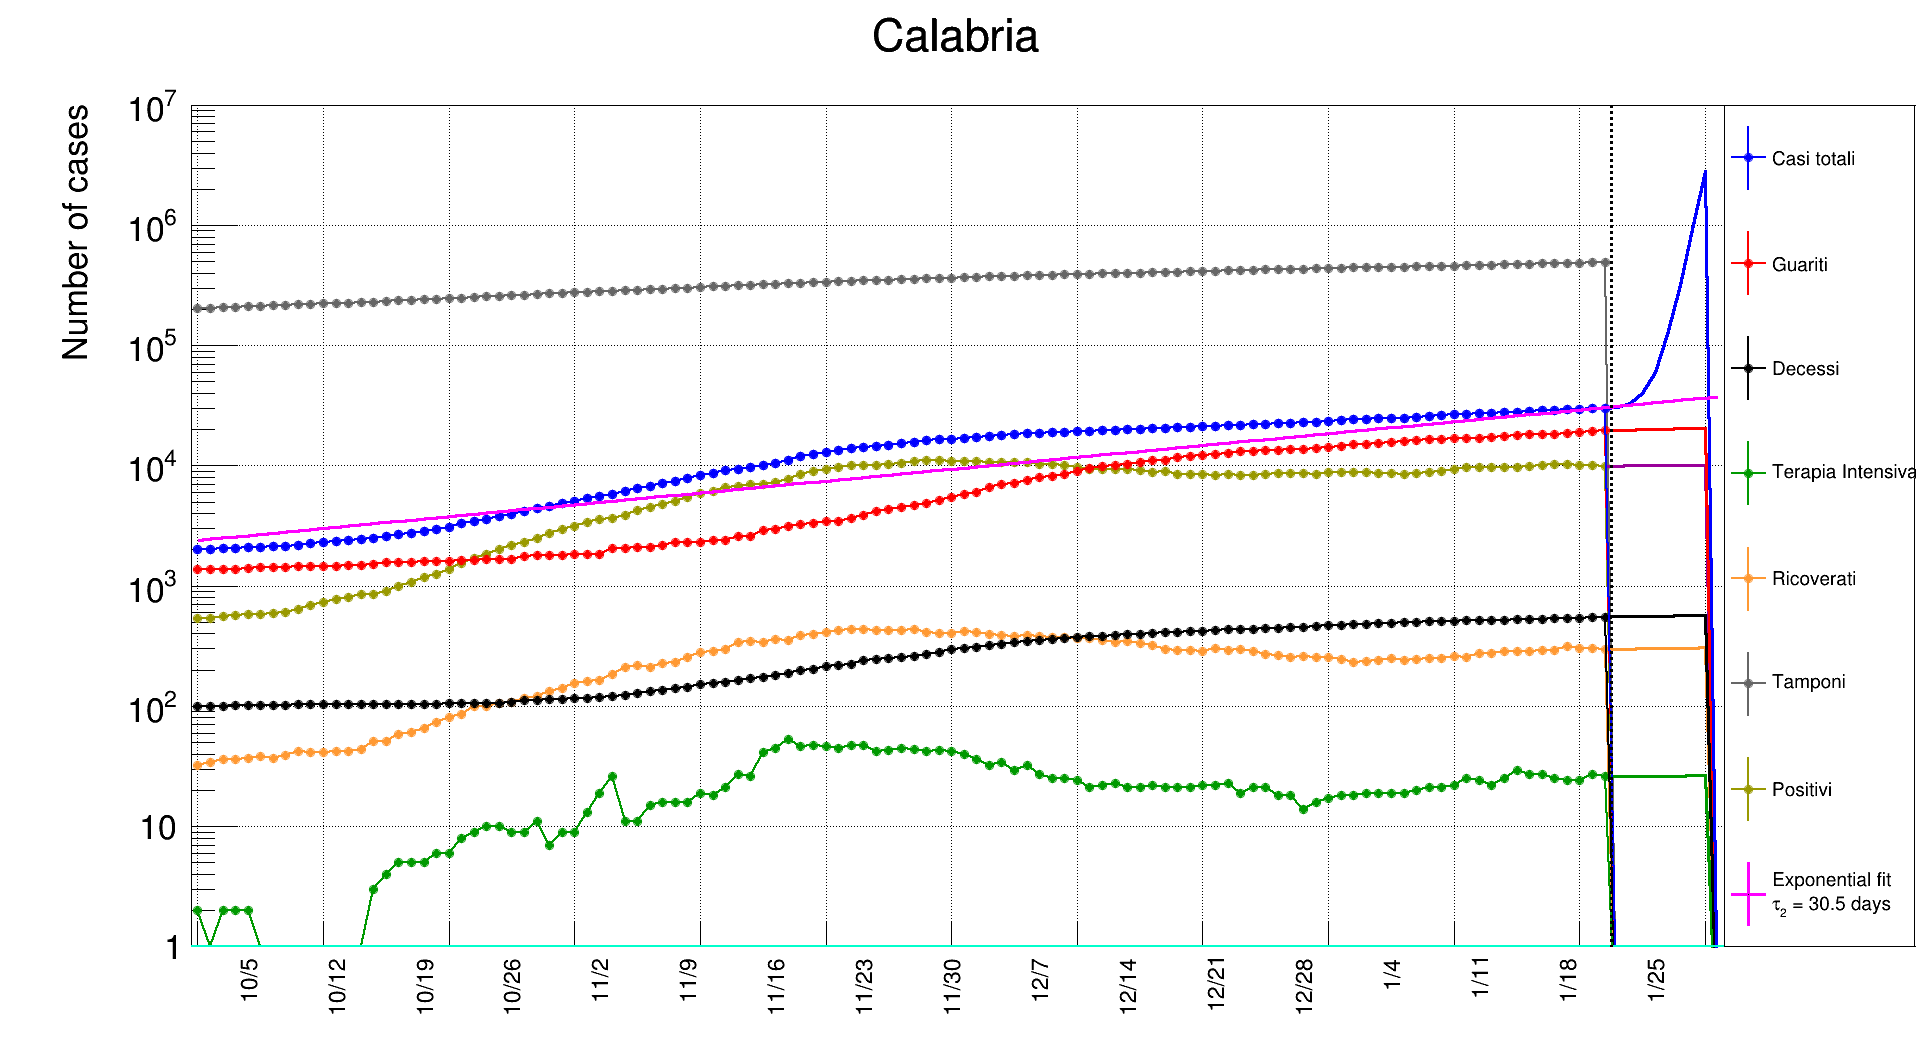 Calabria
Number of cases
10^7
10^6
10^5
10^4
10^3
10^2
10
1
10/5
10/12
10/19
10/26
11/2
11/9
11/16
11/23
11/30
12/7
12/14
12/21
12/28
1/4
1/11
1/18
1/25
Casi totali
Guariti
Decessi
Terapia Intensiva
Ricoverati
Tamponi
Positivi
Exponential fit
τ₂ = 30.5 days